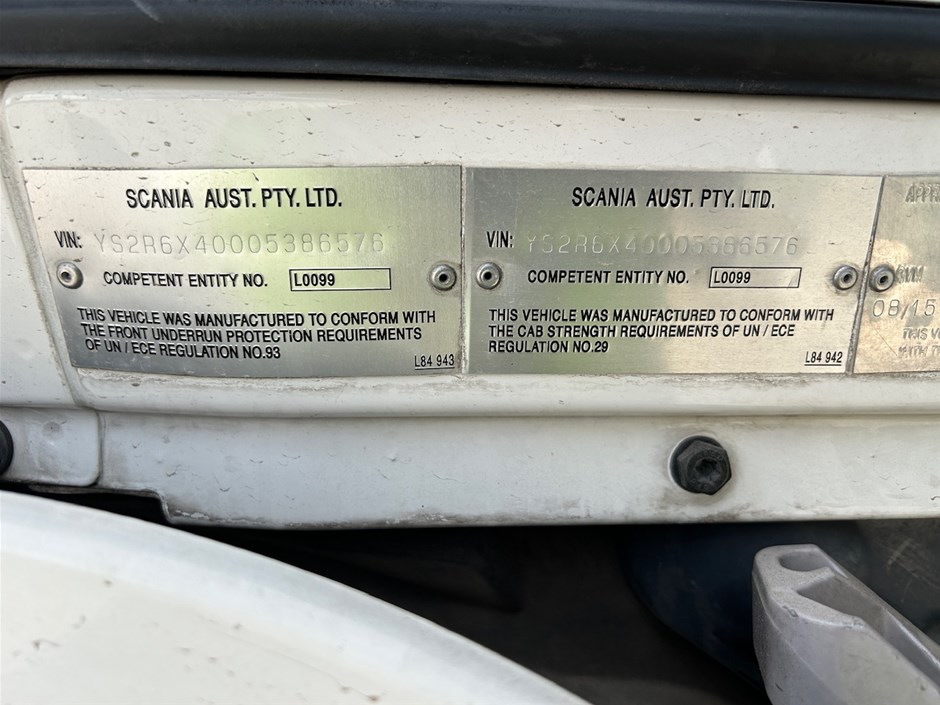 SCANIA AUST. PTY. LTD.
VIN: YS2R6X40005386576
COMPETENT ENTITY NO. L0099
THIS VEHICLE WAS MANUFACTURED TO CONFORM WITH
THE FRONT UNDERRUN PROTECTION REQUIREMENTS
OF UN / ECE REGULATION NO.93
L84 943
SCANIA AUST. PTY. LTD.
VIN: YS2R6X40005386576
COMPETENT ENTITY NO. L0099
THIS VEHICLE WAS MANUFACTURED TO CONFORM WITH
THE CAB STRENGTH REQUIREMENTS OF UN / ECE
REGULATION NO.29
L84 942
08/15
THIS
WITH